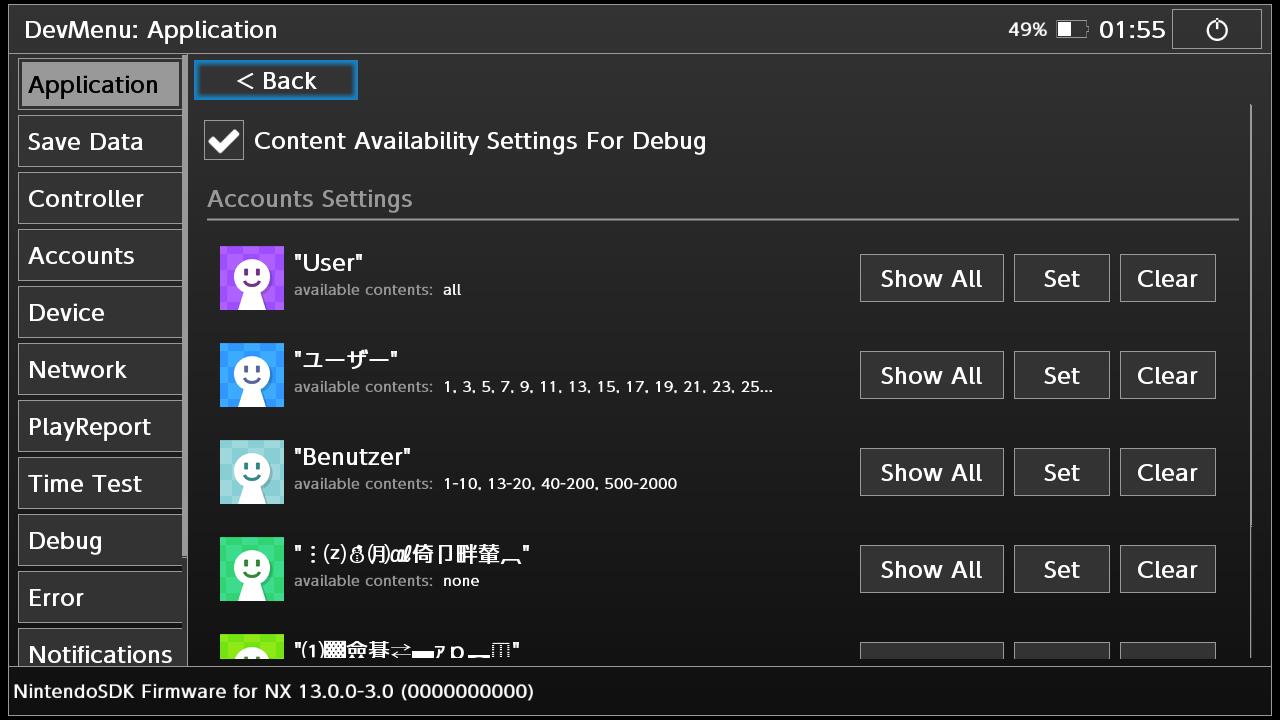 DevMenu: Application
49%
01:55
Application
Save Data
Controller
Accounts
Device
Network
PlayReport
Time Test
Debug
Error
Notifications
< Back
Content Availability Settings For Debug
Accounts Settings
"User"
available contents: all
Show All
Set
Clear
"ユーザー"
available contents: 1, 3, 5, 7, 9, 11, 13, 15, 17, 19, 21, 23, 25...
Show All
Set
Clear
"Benutzer"
available contents: 1-10, 13-20, 40-200, 500-2000
Show All
Set
Clear
available contents: none
Show All
Set
Clear
NintendoSDK Firmware for NX 13.0.0-3.0 (0000000000)